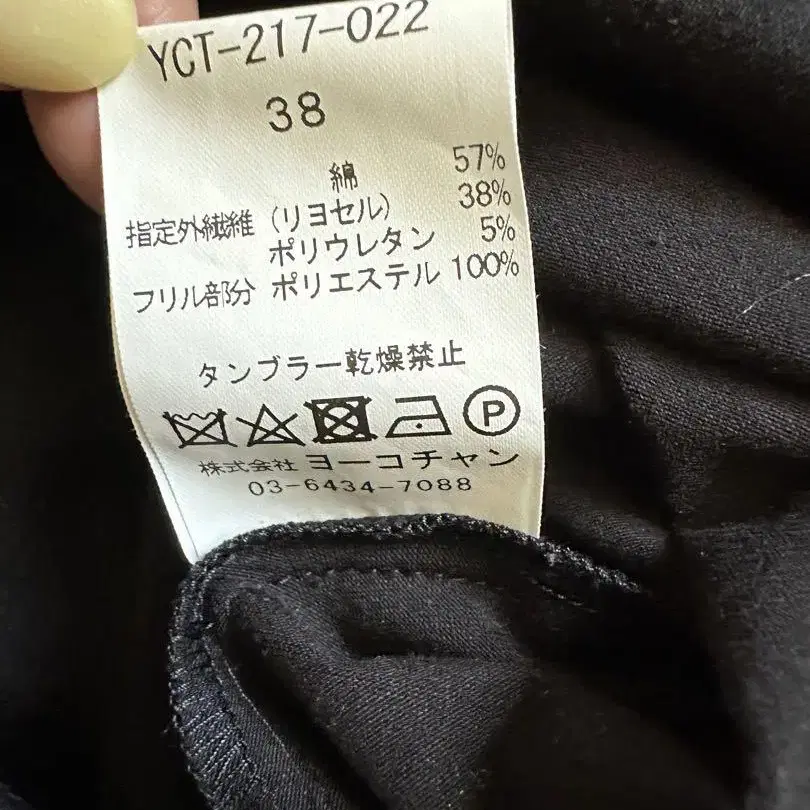 YCT-217-022
38
綿 57%
指定外繊維 (リヨセル) 38%
ポリウレタン 5%
フリル部分 ポリエステル 100%
タンブラー乾燥禁止
P
株式会社 ヨーコチャン
03-6434-7088